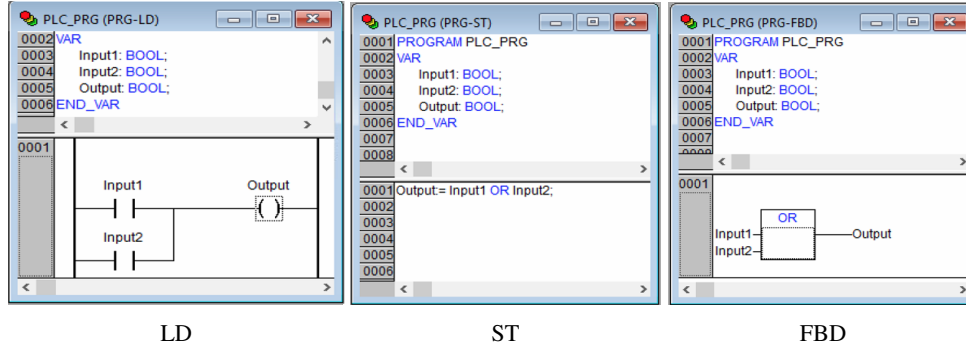 PLC_PRG (PRG-LD)
0002 VAR
0003 Input1: BOOL;
0004 Input2: BOOL;
0005 Output: BOOL;
0006 END_VAR
0001
Input1
Output
Input2
PLC_PRG (PRG-ST)
0001 PROGRAM PLC_PRG
0002 VAR
0003 Input1: BOOL;
0004 Input2: BOOL;
0005 Output: BOOL;
0006 END_VAR
0007
0008
0001 Output:= Input1 OR Input2;
0002
0003
0004
0005
0006
PLC_PRG (PRG-FBD)
0001 PROGRAM PLC_PRG
0002 VAR
0003 Input1: BOOL;
0004 Input2: BOOL;
0005 Output: BOOL;
0006 END_VAR
0007
0001
OR
Input1
Output
Input2
LD
ST
FBD